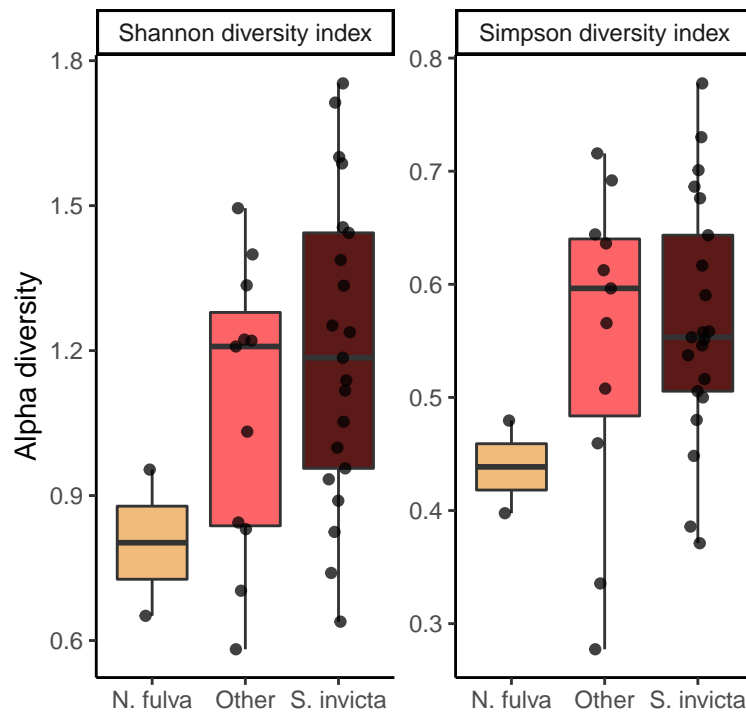 Shannon diversity index
Simpson diversity index
Alpha diversity
1.8
1.5
1.2
0.9
0.6
0.8
0.7
0.6
0.5
0.4
0.3
N. fulva Other S. invicta
N. fulva Other S. invicta